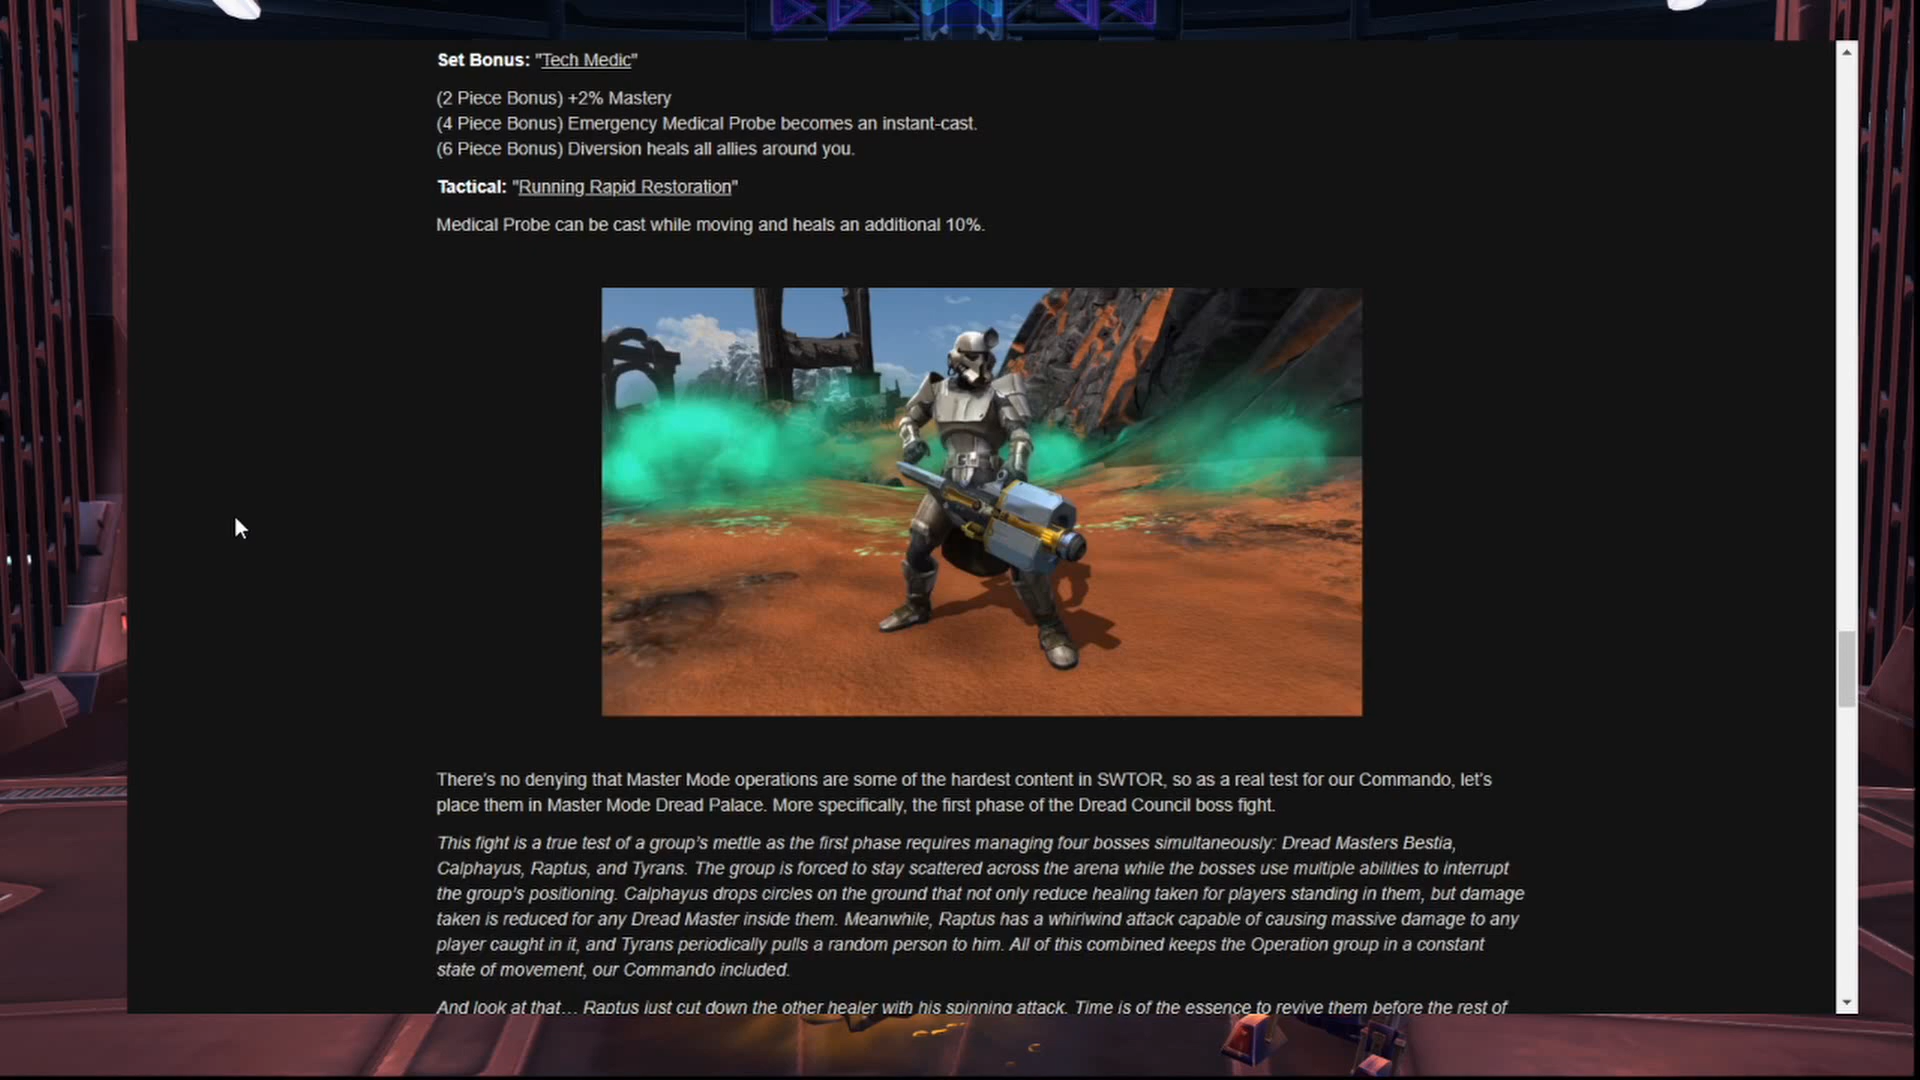 Set Bonus: "Tech Medic"
(2 Piece Bonus) +2% Mastery
(4 Piece Bonus) Emergency Medical Probe becomes an instant-cast.
(6 Piece Bonus) Diversion heals all allies around you.
Tactical: "Running Rapid Restoration"
Medical Probe can be cast while moving and heals an additional 10%.
There's no denying that Master Mode operations are some of the hardest content in SWTOR, so as a real test for our Commando, let's
place them in Master Mode Dread Palace. More specifically, the first phase of the Dread Council boss fight.
This fight is a true test of a group's mettle as the first phase requires managing four bosses simultaneously: Dread Masters Bestia,
Calphayus, Raptus, and Tyrans. The group is forced to stay scattered across the arena while the bosses use multiple abilities to interrupt
the group's positioning. Calphayus drops circles on the ground that not only reduce healing taken for players standing in them, but damage
taken is reduced for any Dread Master inside them. Meanwhile, Raptus has a whirlwind attack capable of causing massive damage to any
player caught in it, and Tyrans periodically pulls a random person to him. All of this combined keeps the Operation group in a constant
state of movement, our Commando included.
And look at that... Raptus just cut down the other healer with his spinning attack. Time is of the essence to revive them before the rest of